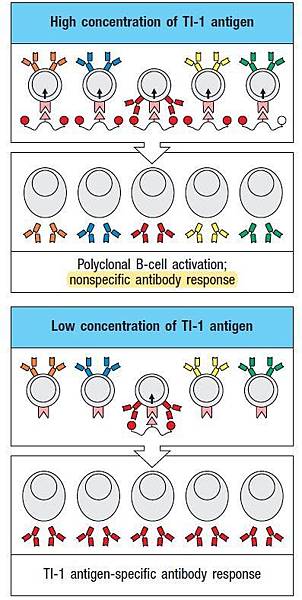 High concentration of TI-1 antigen
Polyclonal B-cell activation;
nonspecific antibody response
Low concentration of TI-1 antigen
TI-1 antigen-specific antibody response